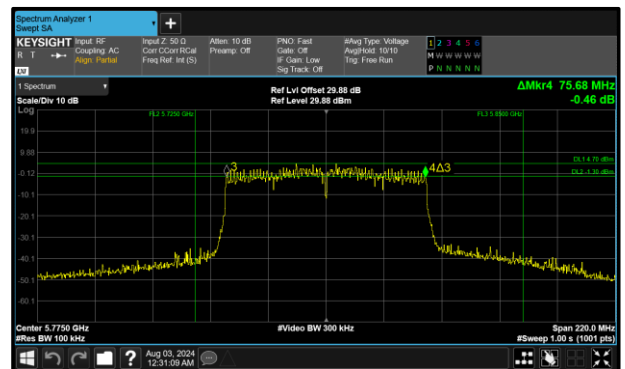 Spectrum Analyzer 1
Swept SA
KEYSIGHT
R T
LXI
Input: RF
Coupling: AC
Align: Partial
Input Z: 50 Ω
Corr CCorr RCal
Freq Ref: Int (S)
Atten: 10 dB
Preamp: Off
PNO: Fast
Gate: Off
IF Gain: Low
Sig Track: Off
#Avg Type: Voltage
Avg|Hold: 10/10
Trig: Free Run
1 2 3 4 5 6
M W W W W W
P N N N N N
1 Spectrum
Scale/Div 10 dB
Log
Ref Lvl Offset 29.88 dB
Ref Level 29.88 dBm
ΔMkr4 75.68 MHz
-0.46 dB
FL2 5.7250 GHz
FL3 5.8500 GHz
19.9
9.88
-0.12
-10.1
-20.1
-30.1
-40.1
-50.1
-60.1
3
4Δ3
DL1 4.70 dBm
DL2 -1.30 dBm
Center 5.7750 GHz
#Res BW 100 kHz
#Video BW 300 kHz
Span 220.0 MHz
#Sweep 1.00 s (1001 pts)
?
Aug 03, 2024
12:31:09 AM